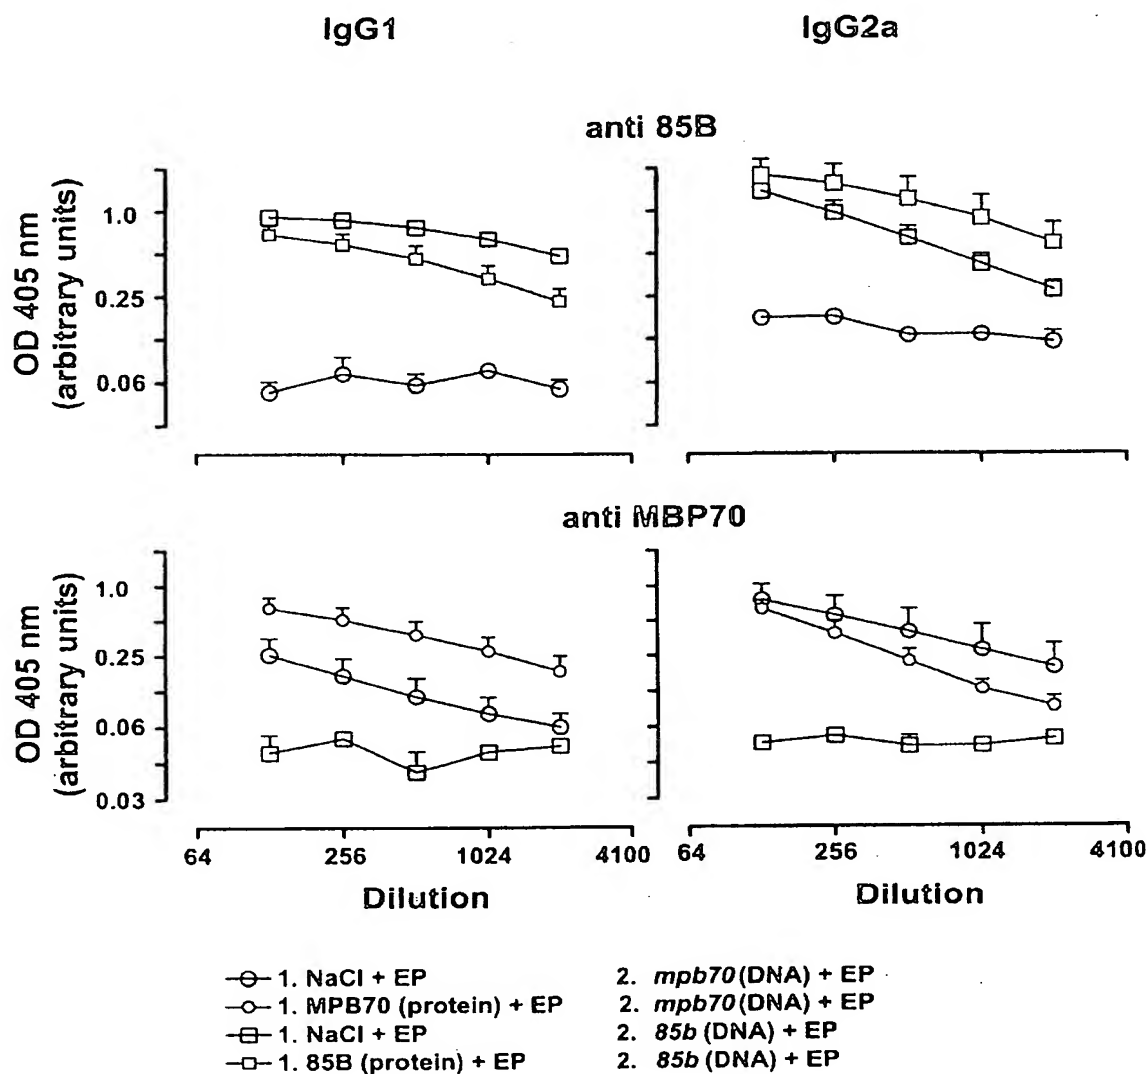 IgG1 IgG2a
anti 85B
OD 405 nm
(arbitrary units)
1.0
0.25
0.06
anti MBP70
OD 405 nm
(arbitrary units)
1.0
0.25
0.06
0.03
64 256 1024 4100 64 256 1024 4100
Dilution Dilution
1. NaCl + EP 2. mpb70 (DNA) + EP
1. MPB70 (protein) + EP 2. mpb70 (DNA) + EP
1. NaCl + EP 2. 85b (DNA) + EP
1. 85B (protein) + EP 2. 85b (DNA) + EP